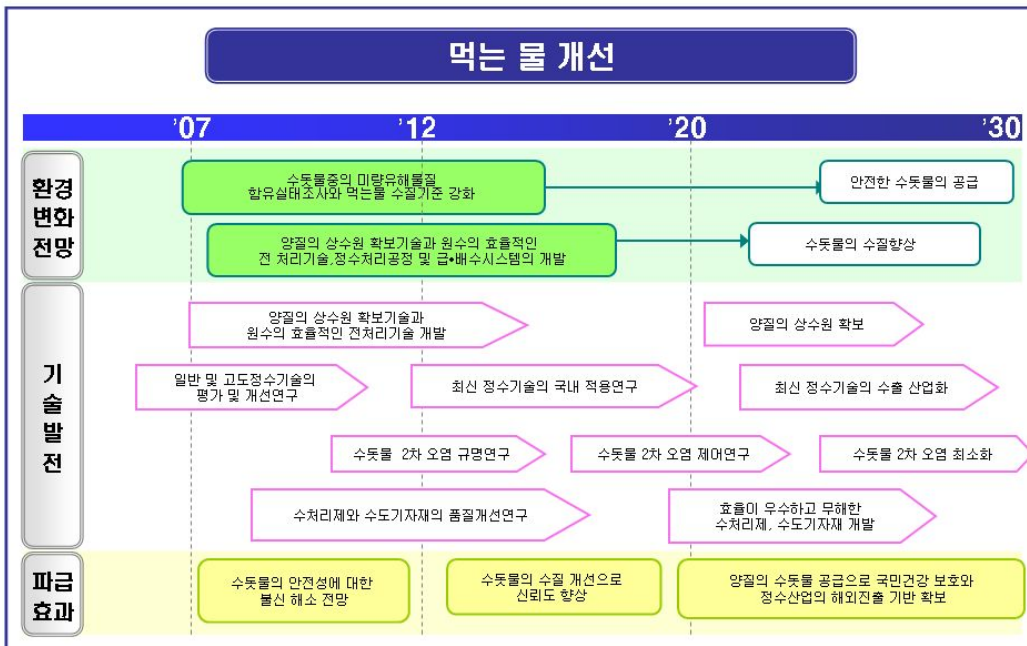 먹는 물 개선
'07 '12 '20 '30
환경
변화
전망
수돗물중의 미량유해물질
함유실태조사와 먹는물 수질기준 강화
안전한 수돗물의 공급
양질의 상수원 확보기술과 원수의 효율적인
전 처리기술,정수처리공정 및 급•배수시스템의 개발
수돗물의 수질향상
기
술
발
전
양질의 상수원 확보기술과
원수의 효율적인 전처리기술 개발
양질의 상수원 확보
일반 및 고도정수기술의
평가 및 개선연구
최신 정수기술의 국내 적용연구
최신 정수기술의 수출 산업화
수돗물 2차 오염 규명연구
수돗물 2차 오염 제어연구
수돗물 2차 오염 최소화
수처리제와 수도기자재의 품질개선연구
효율이 우수하고 무해한
수처리제, 수도기자재 개발
파급
효과
수돗물의 안전성에 대한
불신 해소 전망
수돗물의 수질 개선으로
신뢰도 향상
양질의 수돗물 공급으로 국민건강 보호와
정수산업의 해외진출 기반 확보